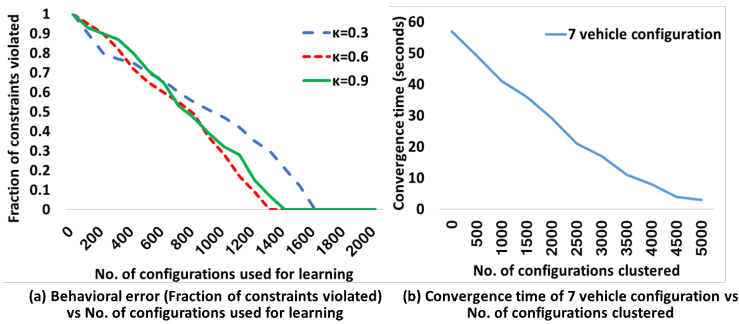 Fraction of constraints violated
1
0.9
0.8
0.7
0.6
0.5
0.4
0.3
0.2
0.1
0
κ=0.3
κ=0.6
κ=0.9
0 200 400 600 800 1000 1200 1400 1600 1800 2000
No. of configurations used for learning
(a) Behavioral error (Fraction of constraints violated)
vs No. of configurations used for learning
Convergence time (seconds)
60
50
40
30
20
10
0
7 vehicle configuration
0 500 1000 1500 2000 2500 3000 3500 4000 4500 5000
No. of configurations clustered
(b) Convergence time of 7 vehicle configuration vs
No. of configurations clustered